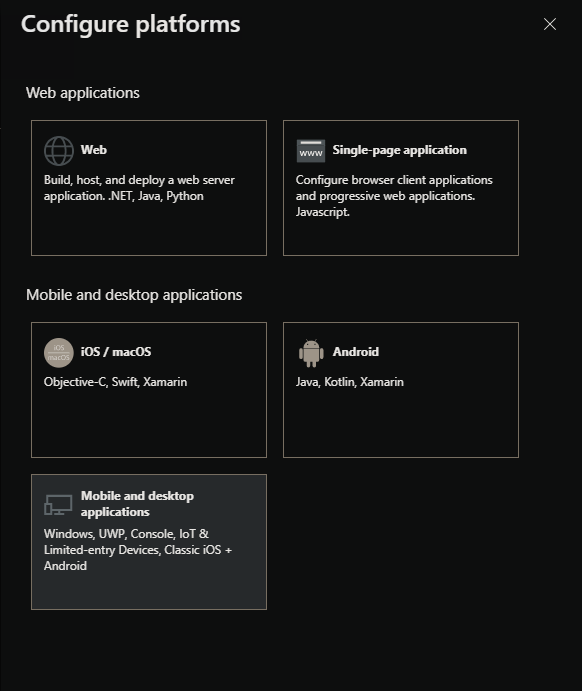 Configure platforms
Web applications
Web
Build, host, and deploy a web server
application. .NET, Java, Python
www
Single-page application
Configure browser client applications
and progressive web applications.
Javascript.
Mobile and desktop applications
iOS
macOS
iOS / macOS
Objective-C, Swift, Xamarin
Android
Java, Kotlin, Xamarin
Mobile and desktop
applications
Windows, UWP, Console, IoT &
Limited-entry Devices, Classic iOS +
Android